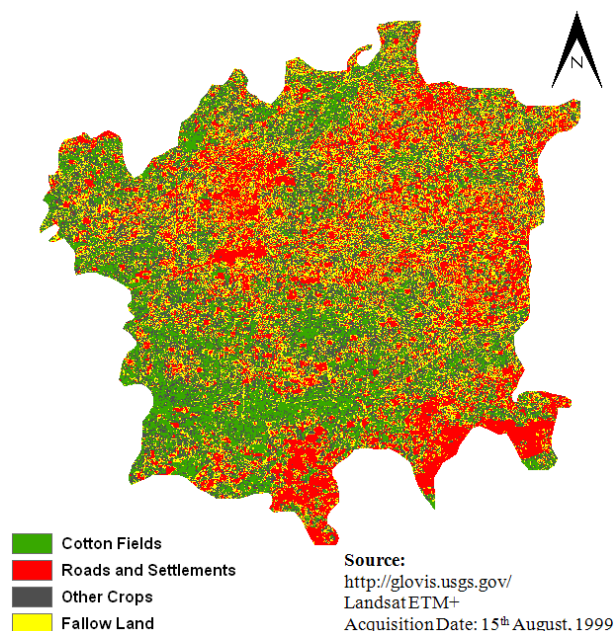 N
Cotton Fields
Roads and Settlements
Other Crops
Fallow Land
Source:
http://glovis.usgs.gov/
Landsat ETM+
Acquisition Date: 15th August, 1999